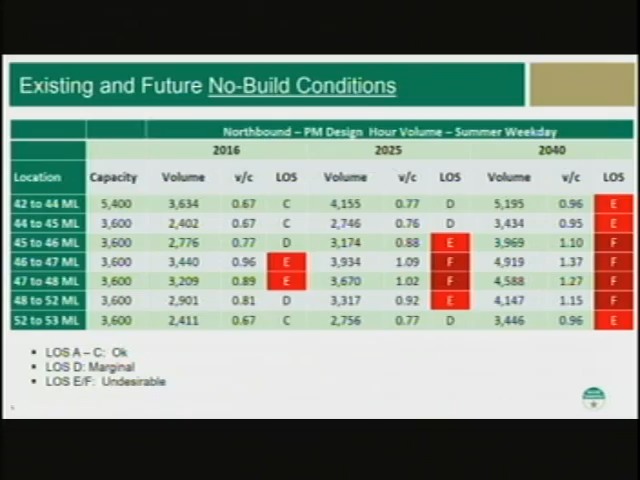 Existing and Future No-Build Conditions
Northbound – PM Design Hour Volume – Summer Weekday
2016 2025 2040
Location Capacity Volume v/c LOS Volume v/c LOS Volume v/c LOS
42 to 44 ML 5,400 3,634 0.67 C 4,155 0.77 D 5,195 0.96 E
44 to 45 ML 3,600 2,402 0.67 C 2,746 0.76 D 3,434 0.95 E
45 to 46 ML 3,600 2,776 0.77 D 3,174 0.88 E 3,969 1.10 F
46 to 47 ML 3,600 3,440 0.96 E 3,934 1.09 F 4,919 1.37 F
47 to 48 ML 3,600 3,209 0.89 E 3,670 1.02 F 4,588 1.27 F
48 to 52 ML 3,600 2,901 0.81 D 3,317 0.92 E 4,147 1.15 F
52 to 53 ML 3,600 2,411 0.67 C 2,756 0.77 D 3,446 0.96 E
▪ LOS A – C: Ok
▪ LOS D: Marginal
▪ LOS E/F: Undesirable